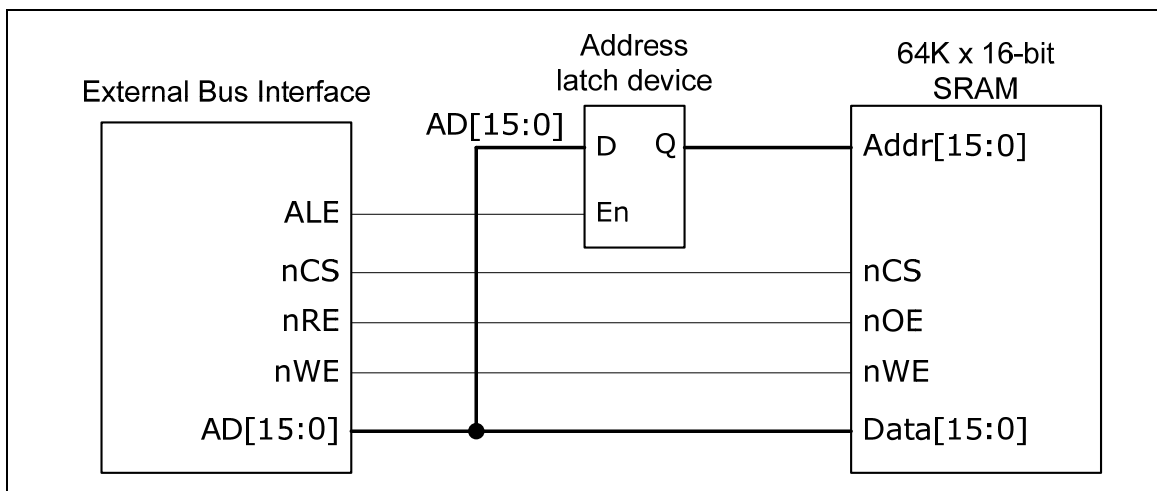 External Bus Interface
ALE
nCS
nRE
nWE
AD[15:0]
AD[15:0]
Address
latch device
D Q
En
64K x 16-bit
SRAM
Addr[15:0]
nCS
nOE
nWE
Data[15:0]